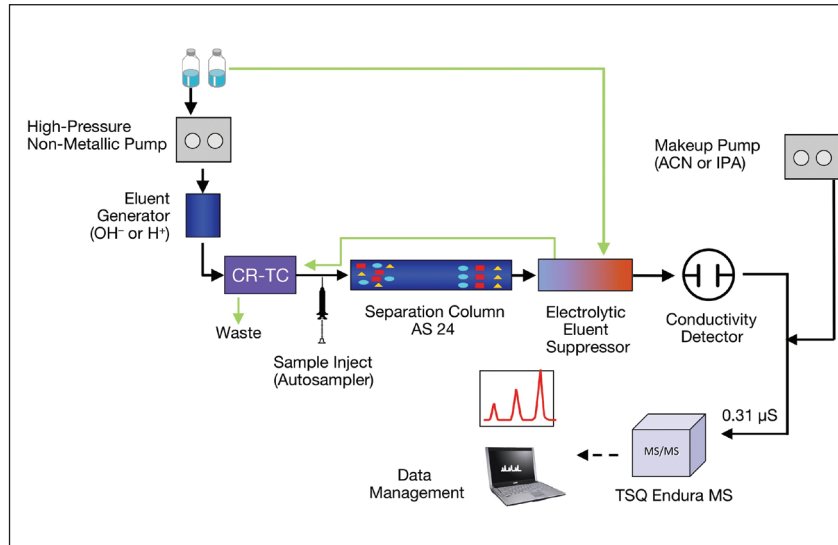 High-Pressure
Non-Metallic Pump
Makeup Pump
(ACN or IPA)
Eluent
Generator
(OH⁻ or H⁺)
CR-TC
Waste
Sample Inject
(Autosampler)
Separation Column
AS 24
Electrolytic
Eluent
Suppressor
Conductivity
Detector
0.31 µS
MS/MS
TSQ Endura MS
Data
Management